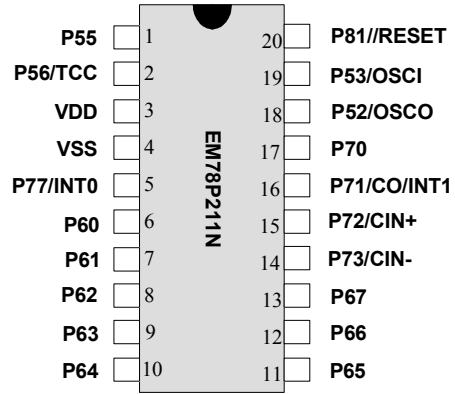 P55 1 20 P81//RESET
P56/TCC 2 19 P53/OSCI
VDD 3 18 P52/OSCO
VSS 4 17 P70
P77/INT0 5 16 P71/CO/INT1
P60 6 15 P72/CIN+
P61 7 14 P73/CIN-
P62 8 13 P67
P63 9 12 P66
P64 10 11 P65
EM78P211N